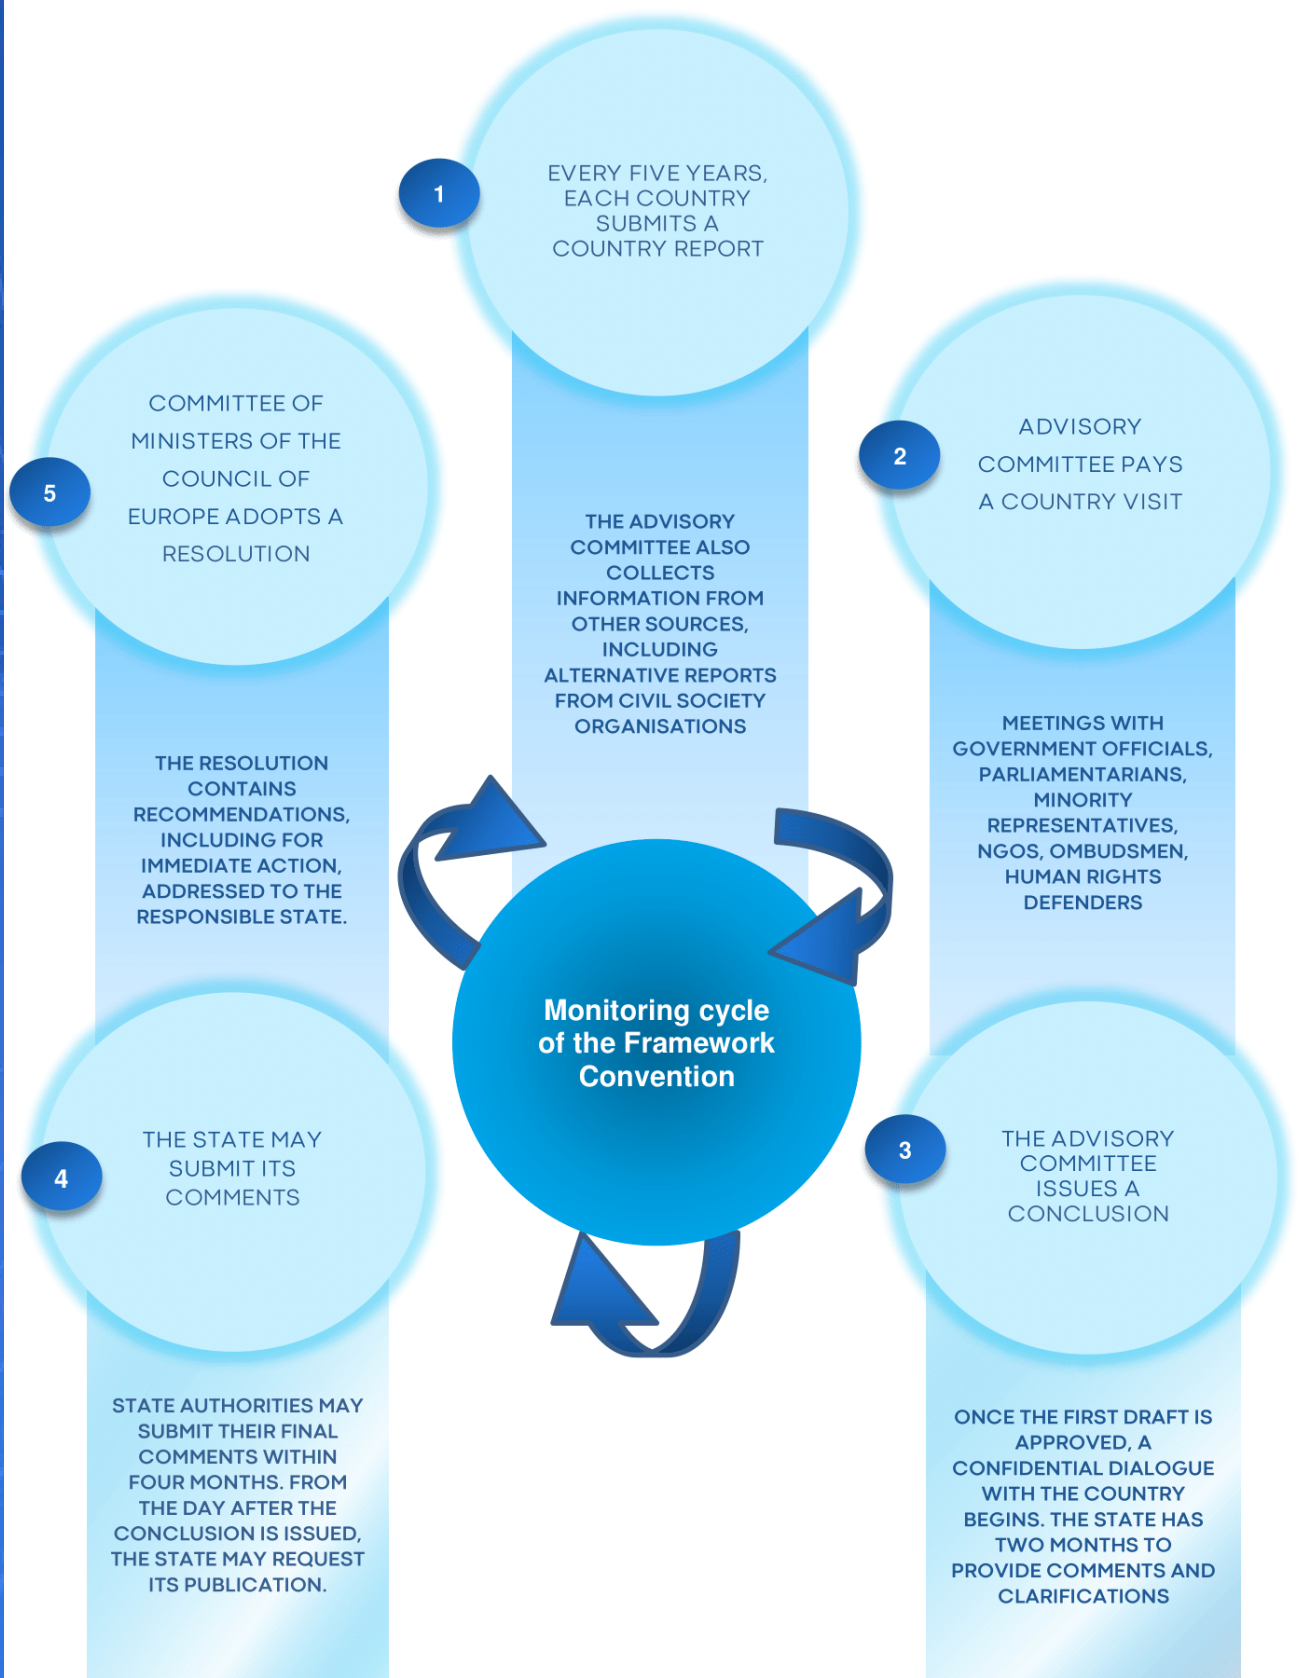 1
EVERY FIVE YEARS,
EACH COUNTRY
SUBMITS A
COUNTRY REPORT
THE ADVISORY
COMMITTEE ALSO
COLLECTS
INFORMATION FROM
OTHER SOURCES,
INCLUDING
ALTERNATIVE REPORTS
FROM CIVIL SOCIETY
ORGANISATIONS
2
ADVISORY
COMMITTEE PAYS
A COUNTRY VISIT
MEETINGS WITH
GOVERNMENT OFFICIALS,
PARLIAMENTARIANS,
MINORITY
REPRESENTATIVES,
NGOS, OMBUDSMEN,
HUMAN RIGHTS
DEFENDERS
3
THE ADVISORY
COMMITTEE
ISSUES A
CONCLUSION
ONCE THE FIRST DRAFT IS
APPROVED, A
CONFIDENTIAL DIALOGUE
WITH THE COUNTRY
BEGINS. THE STATE HAS
TWO MONTHS TO
PROVIDE COMMENTS AND
CLARIFICATIONS
4
THE STATE MAY
SUBMIT ITS
COMMENTS
STATE AUTHORITIES MAY
SUBMIT THEIR FINAL
COMMENTS WITHIN
FOUR MONTHS. FROM
THE DAY AFTER THE
CONCLUSION IS ISSUED,
THE STATE MAY REQUEST
ITS PUBLICATION.
5
COMMITTEE OF
MINISTERS OF THE
COUNCIL OF
EUROPE ADOPTS A
RESOLUTION
THE RESOLUTION
CONTAINS
RECOMMENDATIONS,
INCLUDING FOR
IMMEDIATE ACTION,
ADDRESSED TO THE
RESPONSIBLE STATE.
Monitoring cycle
of the Framework
Convention